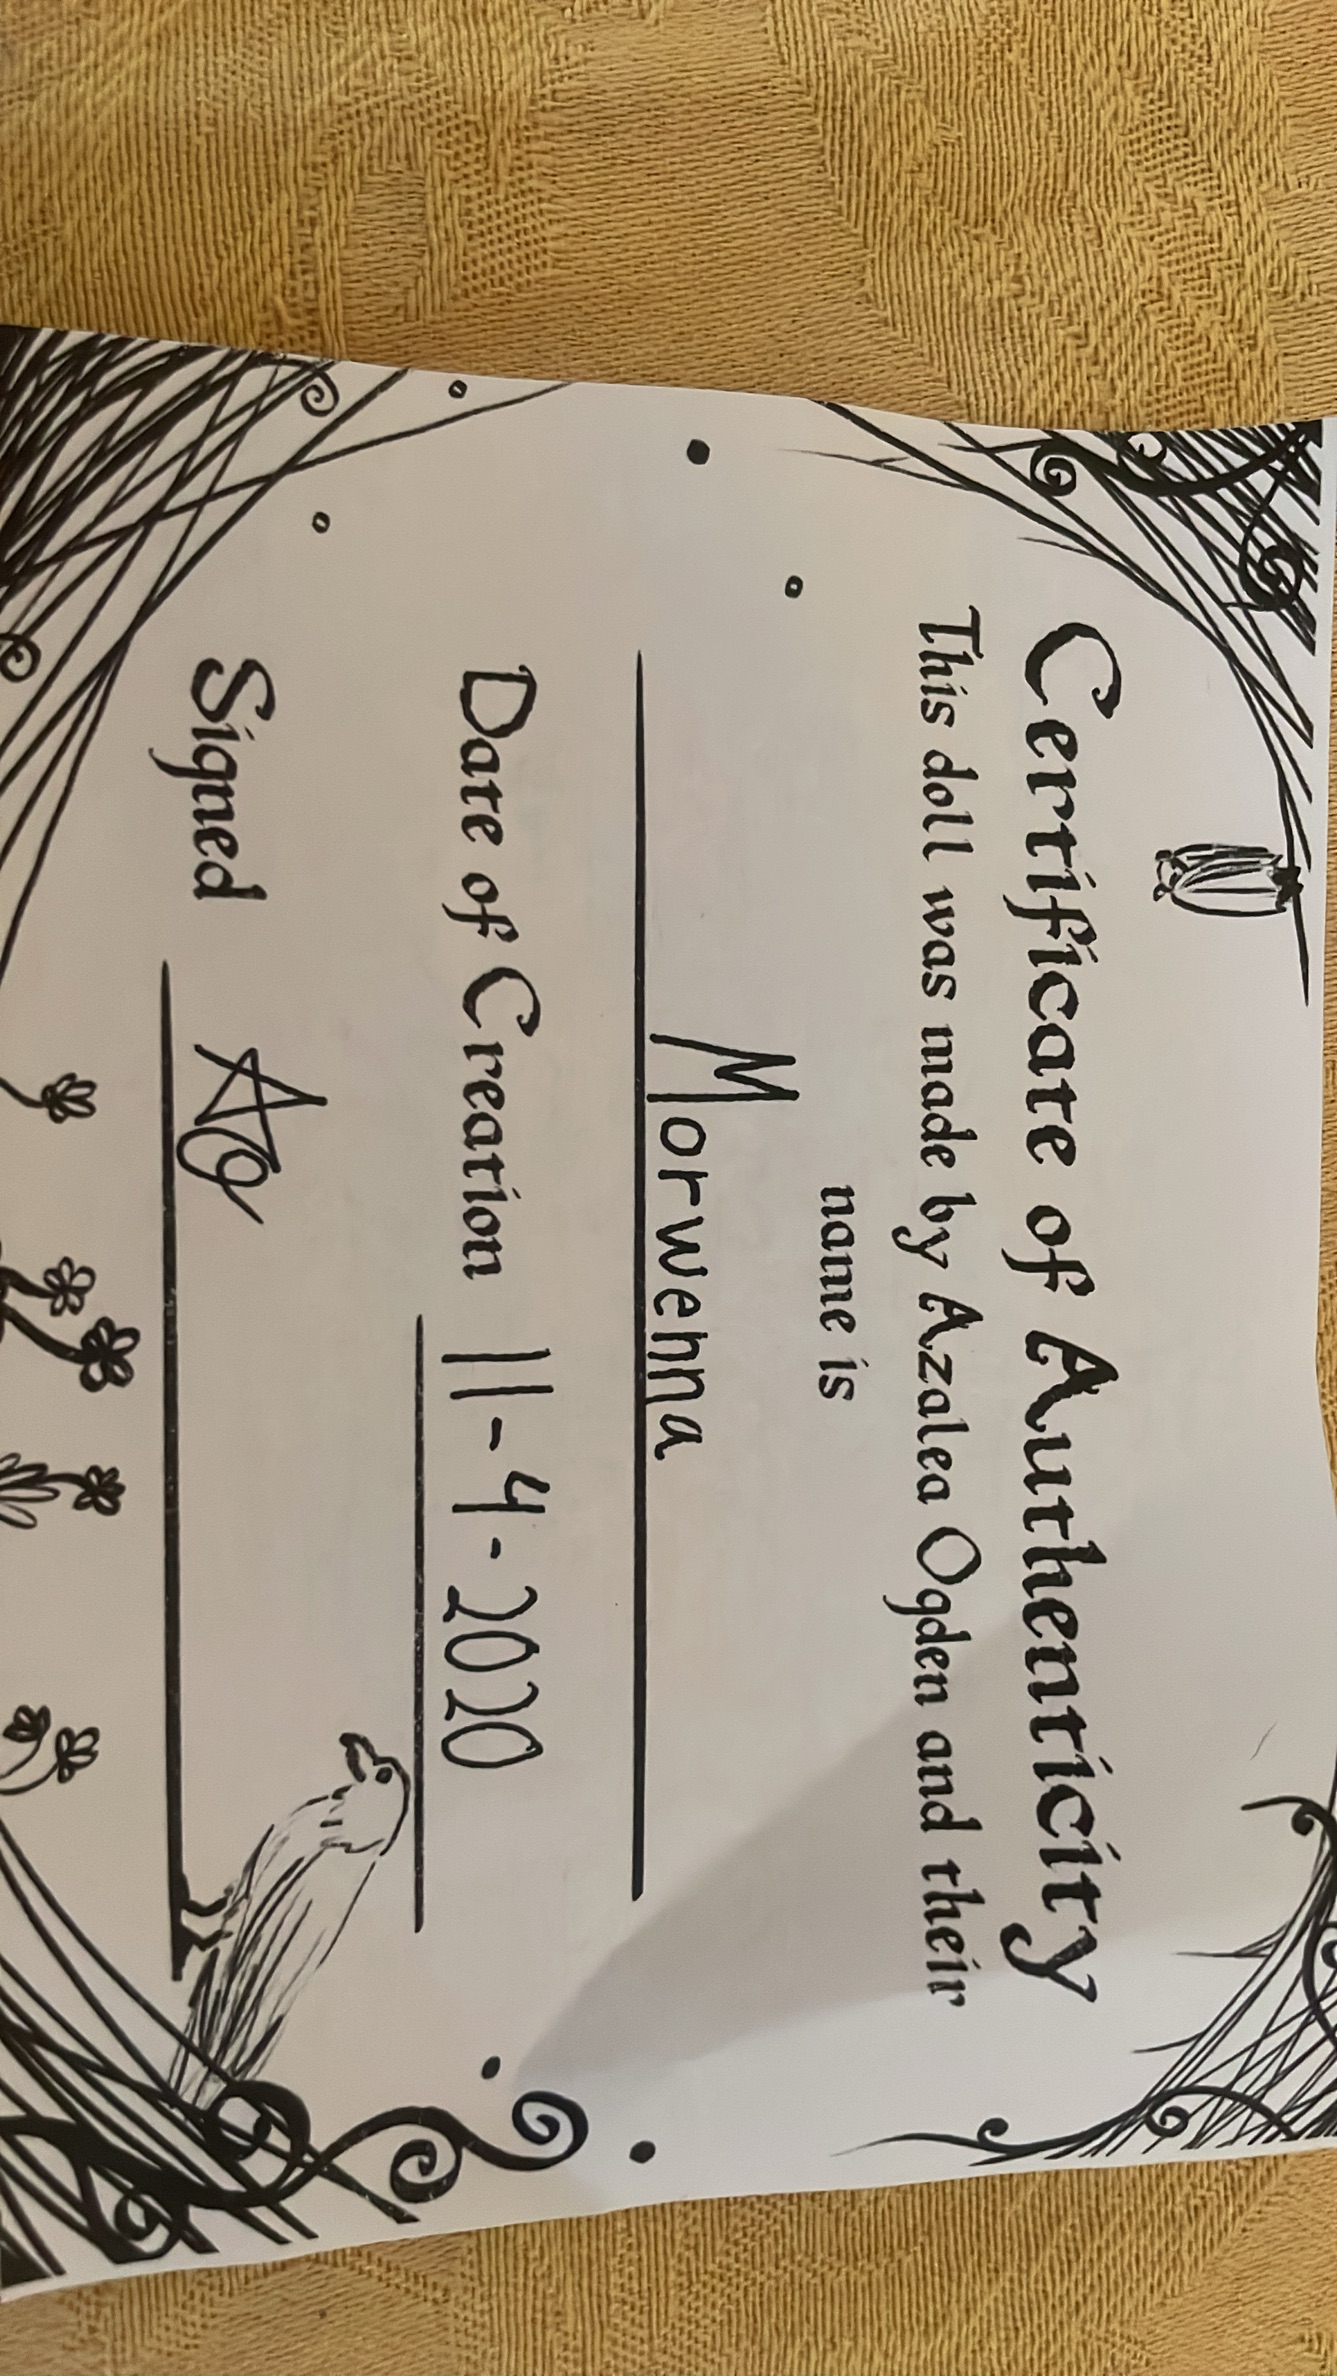 Certificate of Authenticity
This doll was made by Azalea Ogden and their
name is
Morwenna
Date of Creation 11-4-2020
Signed AO